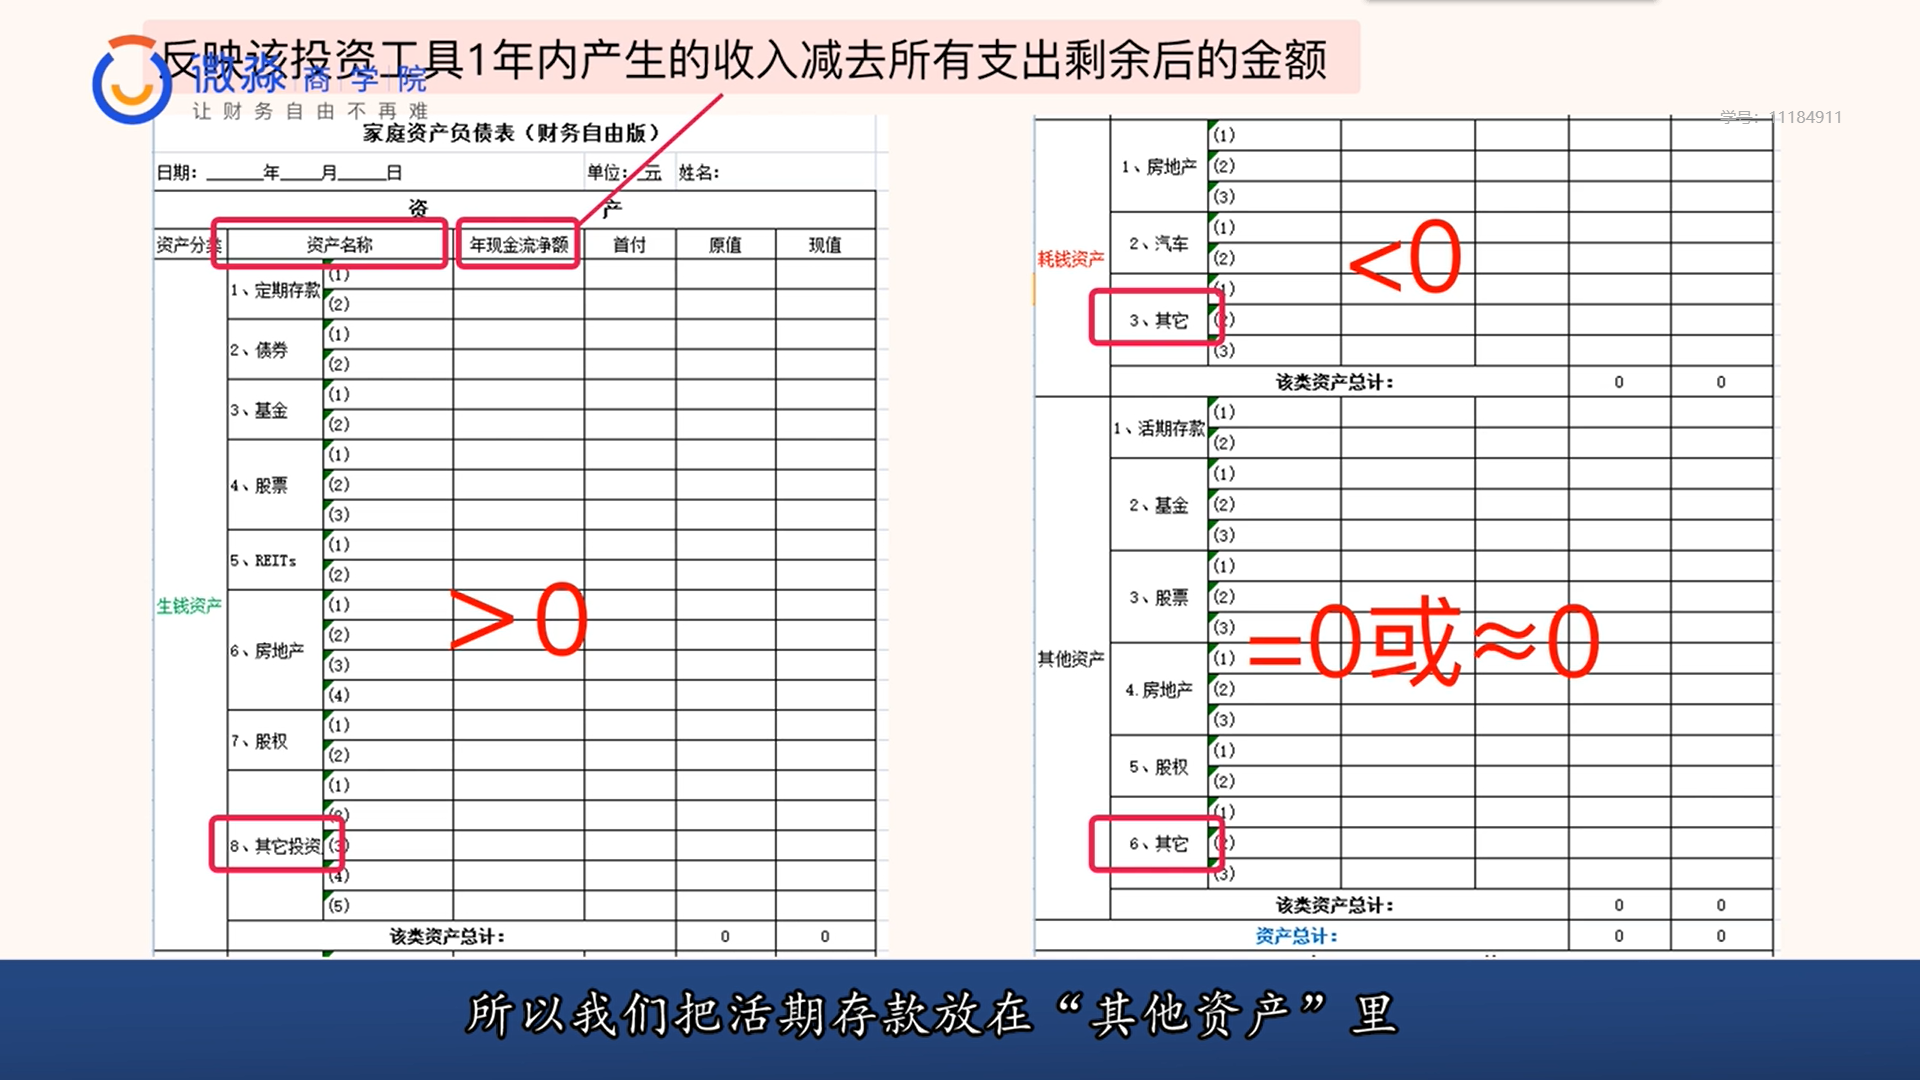 反映该投资工具1年内产生的收入减去所有支出剩余后的金额
微淼商学院
让财务自由不再难
学号：11184911
家庭资产负债表（财务自由版）
日期：______年____月_____日 单位：_元 姓名：
资 产
资产分类 资产名称 年现金流净额 首付 原值 现值
生钱资产
1、定期存款
(1)
(2)
2、债券
(1)
(2)
3、基金
(1)
(2)
4、股票
(1)
(2)
(3)
5、REITs
(1)
(2)
6、房地产
(1)
(2)
(3)
(4)
7、股权
(1)
(2)
8、其它投资
(1)
(2)
(3)
(4)
(5)
>0
该类资产总计： 0 0
耗钱资产
1、房地产
(1)
(2)
(3)
2、汽车
(1)
(2)
3、其它
(1)
(2)
(3)
<0
该类资产总计： 0 0
其他资产
1、活期存款
(1)
(2)
2、基金
(1)
(2)
(3)
3、股票
(1)
(2)
(3)
4.房地产
(1)
(2)
(3)
5、股权
(1)
(2)
6、其它
(1)
(2)
(3)
=0或≈0
该类资产总计： 0 0
资产总计： 0 0
所以我们把活期存款放在“其他资产”里